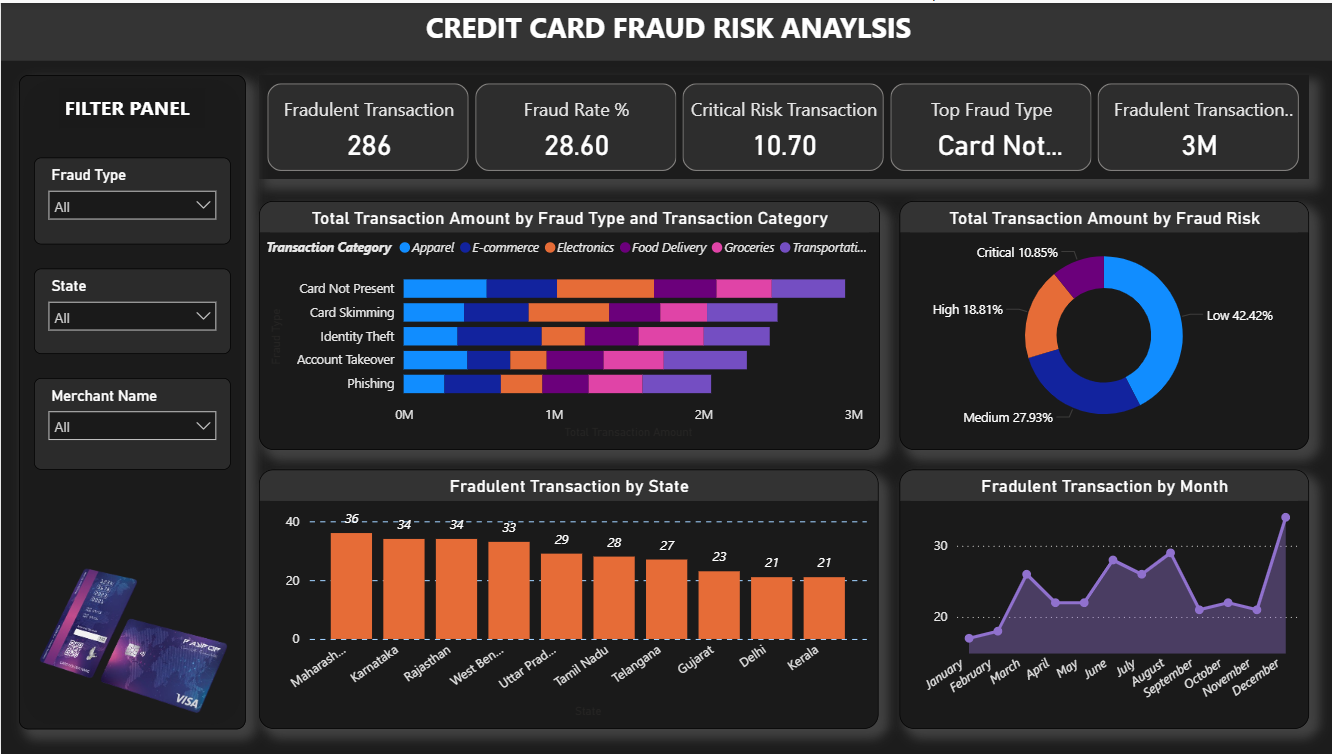 CREDIT CARD FRAUD RISK ANAYLSIS
FILTER PANEL
Fraud Type
All
State
All
Merchant Name
All
VISA
Fradulent Transaction
286
Fraud Rate %
28.60
Critical Risk Transaction
10.70
Top Fraud Type
Card Not...
Fradulent Transaction..
3M
Total Transaction Amount by Fraud Type and Transaction Category
Transaction Category Apparel E-commerce Electronics Food Delivery Groceries Transportati...
Fraud Type
Card Not Present
Card Skimming
Identity Theft
Account Takeover
Phishing
0M 1M 2M 3M
Total Transaction Amount
Total Transaction Amount by Fraud Risk
Critical 10.85%
High 18.81%
Low 42.42%
Medium 27.93%
Fradulent Transaction by State
40
20
0
36 34 34 33 29 28 27 23 21 21
Maharash... Karnataka Rajasthan West Ben... Uttar Prad... Tamil Nadu Telangana Gujarat Delhi Kerala
State
Fradulent Transaction by Month
30
20
January February March April May June July August September October November December